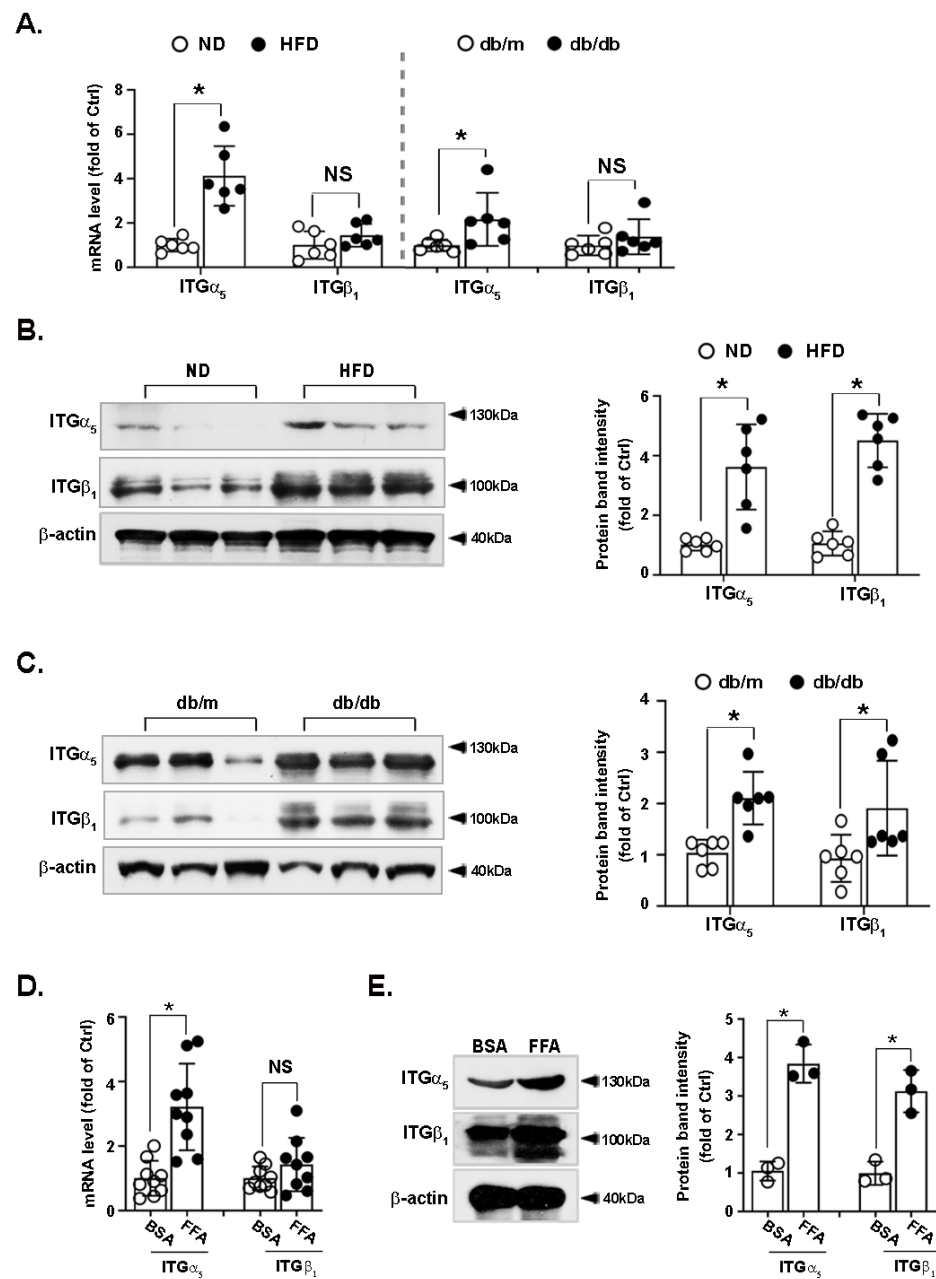 A.
ND HFD db/m db/db
mRNA level (fold of Ctrl)
8
6
4
2
0
* NS * NS
ITGα5 ITGβ1 ITGα5 ITGβ1
B.
ND HFD
ITGα5 130kDa
ITGβ1 100kDa
β-actin 40kDa
ND HFD
Protein band intensity
(fold of Ctrl)
6
4
2
0
* *
ITGα5 ITGβ1
C.
db/m db/db
ITGα5 130kDa
ITGβ1 100kDa
β-actin 40kDa
db/m db/db
Protein band intensity
(fold of Ctrl)
4
3
2
1
0
* *
ITGα5 ITGβ1
D.
mRNA level (fold of Ctrl)
6
4
2
0
* NS
BSA FFA BSA FFA
ITGα5 ITGβ1
E.
BSA FFA
ITGα5 130kDa
ITGβ1 100kDa
β-actin 40kDa
Protein band intensity
(fold of Ctrl)
5
4
3
2
1
0
* *
BSA FFA BSA FFA
ITGα5 ITGβ1